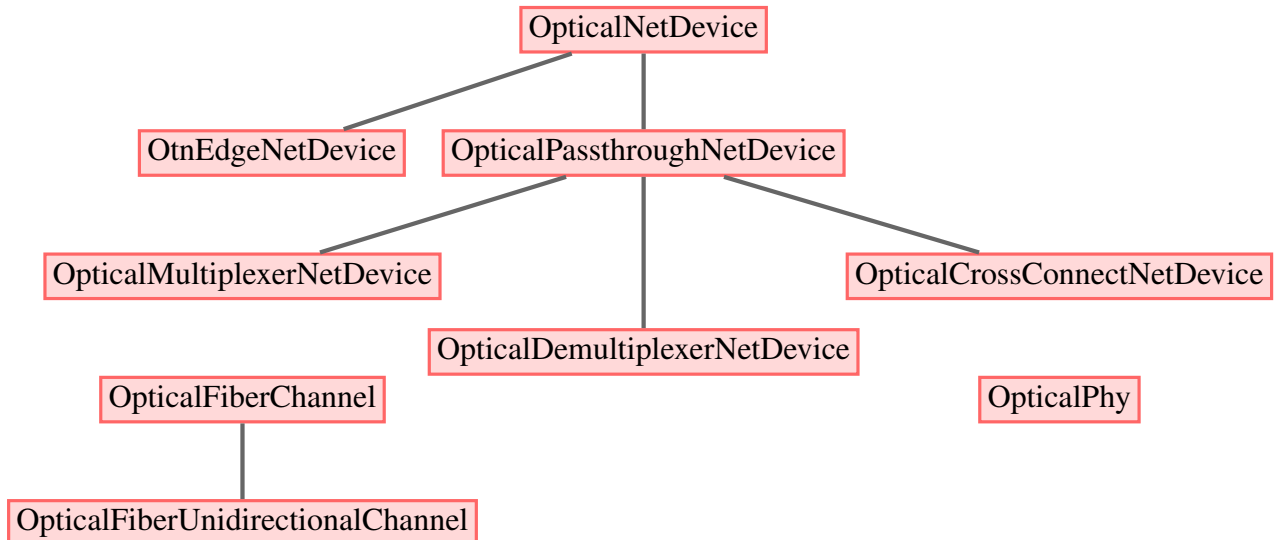 OpticalNetDevice
OtnEdgeNetDevice
OpticalPassthroughNetDevice
OpticalMultiplexerNetDevice
OpticalCrossConnectNetDevice
OpticalDemultiplexerNetDevice
OpticalFiberChannel
OpticalPhy
OpticalFiberUnidirectionalChannel